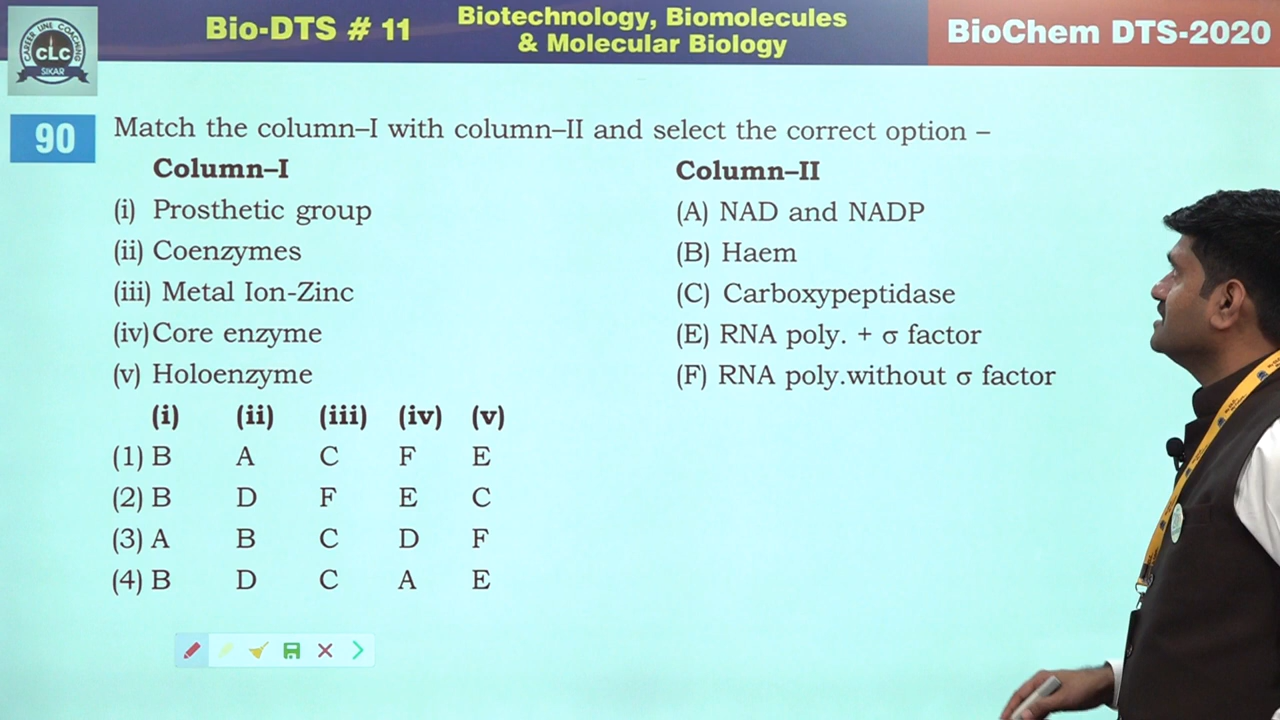 CAREER LINE COACHING
CLC
SIKAR
Bio-DTS # 11
Biotechnology, Biomolecules
& Molecular Biology
BioChem DTS-2020
90
Match the column–I with column–II and select the correct option –
Column–I Column–II
(i) Prosthetic group (A) NAD and NADP
(ii) Coenzymes (B) Haem
(iii) Metal Ion-Zinc (C) Carboxypeptidase
(iv) Core enzyme (E) RNA poly. + σ factor
(v) Holoenzyme (F) RNA poly.without σ factor
(i) (ii) (iii) (iv) (v)
(1) B A C F E
(2) B D F E C
(3) A B C D F
(4) B D C A E